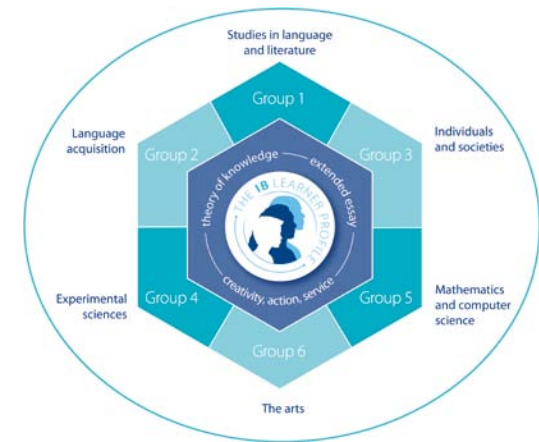 Studies in language
and literature
Group 1
Language
acquisition
Group 2
Group 3
Individuals
and societies
theory of knowledge
extended essay
THE IB LEARNER PROFILE
creativity, action, service
Experimental
sciences
Group 4
Group 5
Mathematics
and computer
science
Group 6
The arts